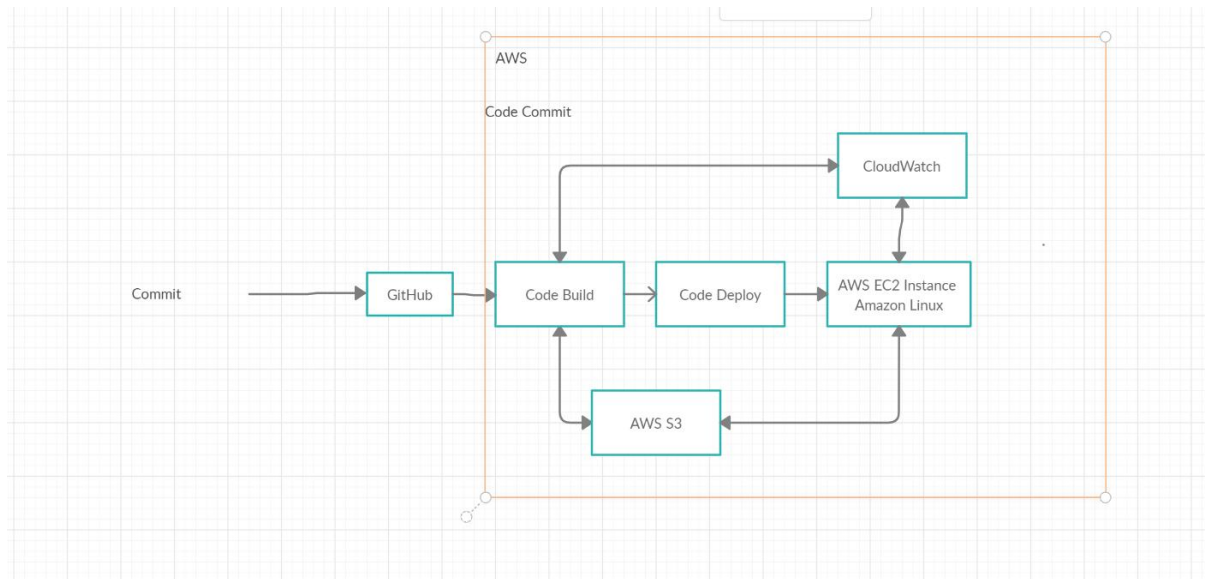 AWS
Code Commit
CloudWatch
Commit
GitHub
Code Build
Code Deploy
AWS EC2 Instance
Amazon Linux
AWS S3